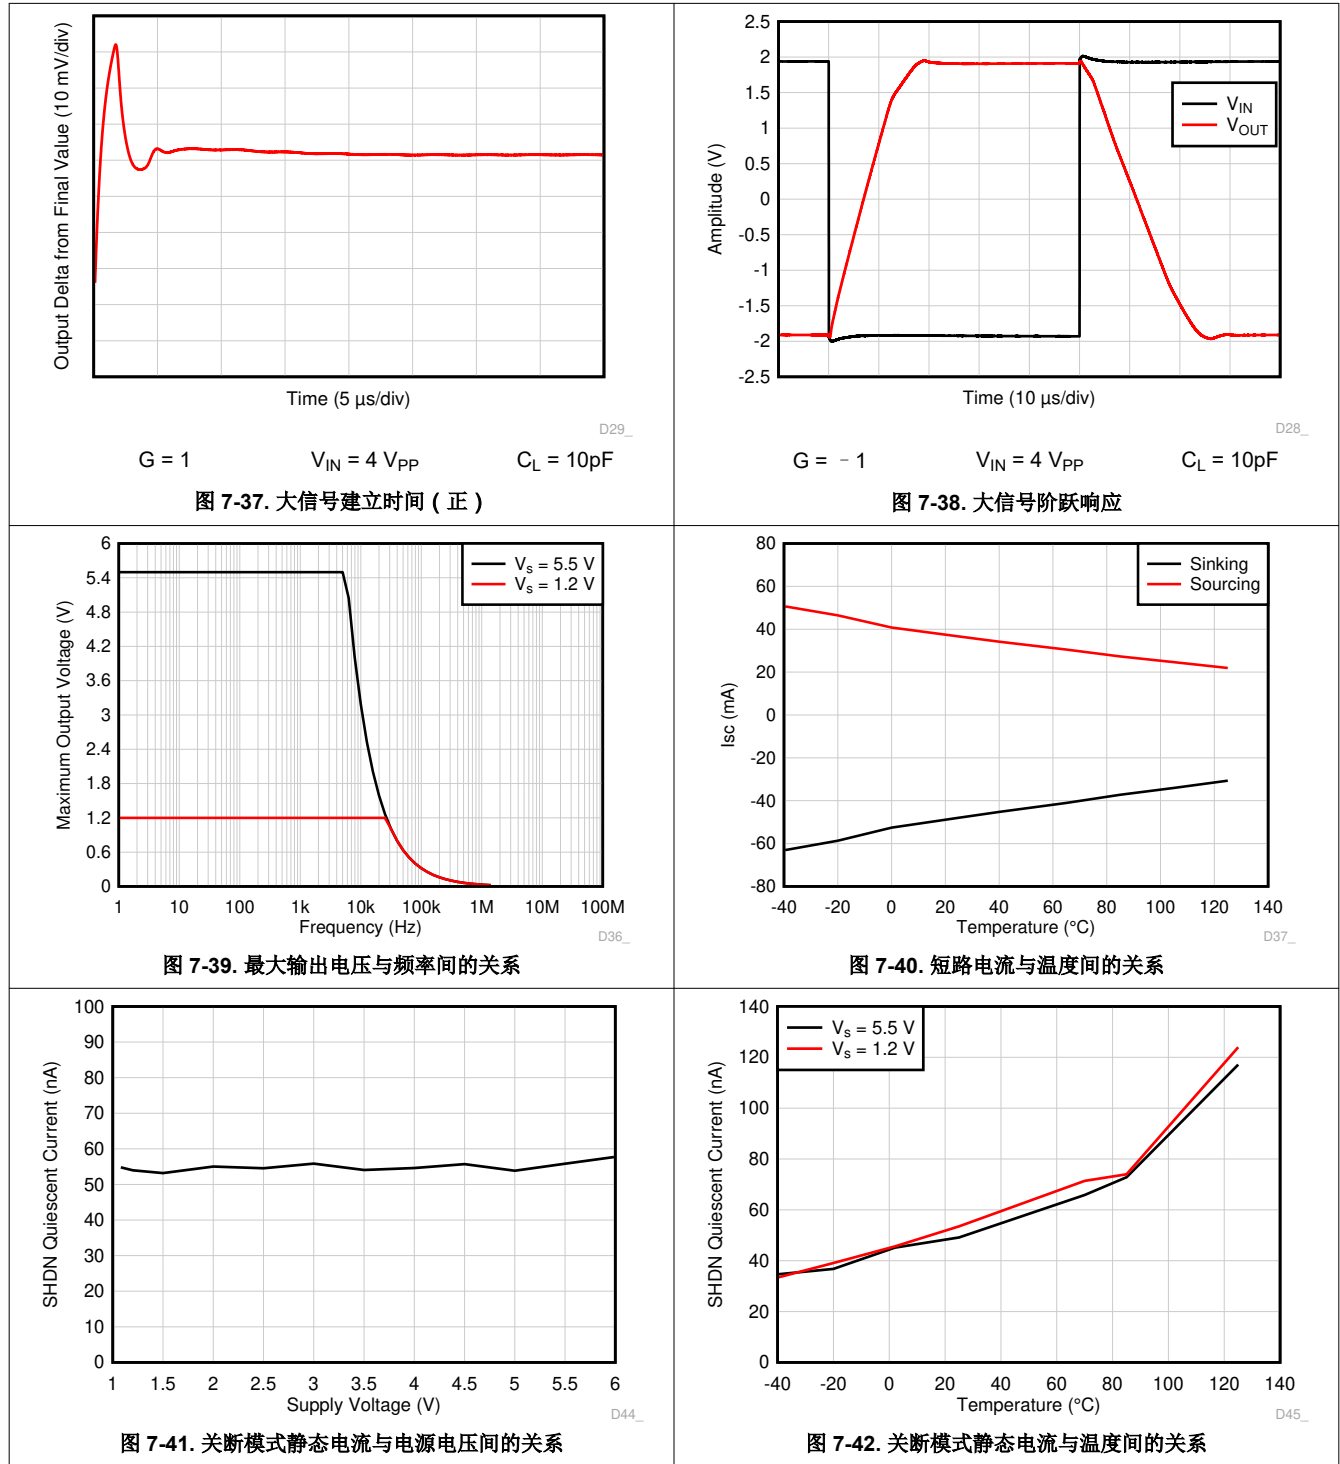 Output Delta from Final Value (10 mV/div)
Time (5 µs/div)
D29_
G = 1 V_IN = 4 V_PP C_L = 10pF
图 7-37. 大信号建立时间（正）
2.5
2
1.5
1
0.5
0
-0.5
-1
-1.5
-2
-2.5
Amplitude (V)
V_IN
V_OUT
Time (10 µs/div)
D28_
G = －1 V_IN = 4 V_PP C_L = 10pF
图 7-38. 大信号阶跃响应
6
5.4
4.8
4.2
3.6
3
2.4
1.8
1.2
0.6
0
Maximum Output Voltage (V)
V_s = 5.5 V
V_s = 1.2 V
1 10 100 1k 10k 100k 1M 10M 100M
Frequency (Hz)
D36_
图 7-39. 最大输出电压与频率间的关系
80
60
40
20
0
-20
-40
-60
-80
Isc (mA)
Sinking
Sourcing
-40 -20 0 20 40 60 80 100 120 140
Temperature (°C)
D37_
图 7-40. 短路电流与温度间的关系
100
90
80
70
60
50
40
30
20
10
0
SHDN Quiescent Current (nA)
1 1.5 2 2.5 3 3.5 4 4.5 5 5.5 6
Supply Voltage (V)
D44_
图 7-41. 关断模式静态电流与电源电压间的关系
140
120
100
80
60
40
20
0
SHDN Quiescent Current (nA)
V_s = 5.5 V
V_s = 1.2 V
-40 -20 0 20 40 60 80 100 120 140
Temperature (°C)
D45_
图 7-42. 关断模式静态电流与温度间的关系